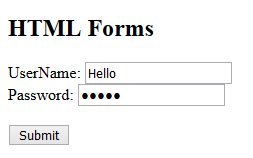 HTML Forms
UserName: Hello
Password: •••••
Submit